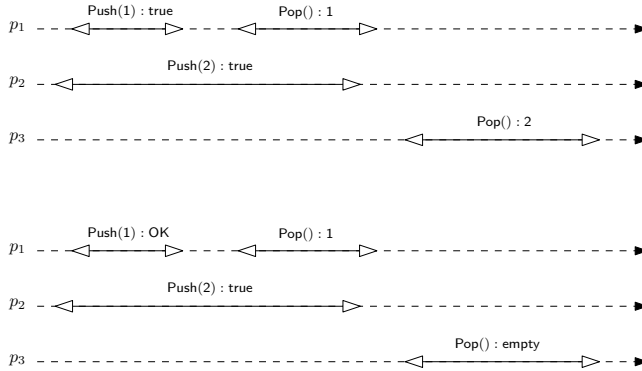 Push(1) : true Pop() : 1
p1
Push(2) : true
p2
Pop() : 2
p3
Push(1) : OK Pop() : 1
p1
Push(2) : true
p2
Pop() : empty
p3